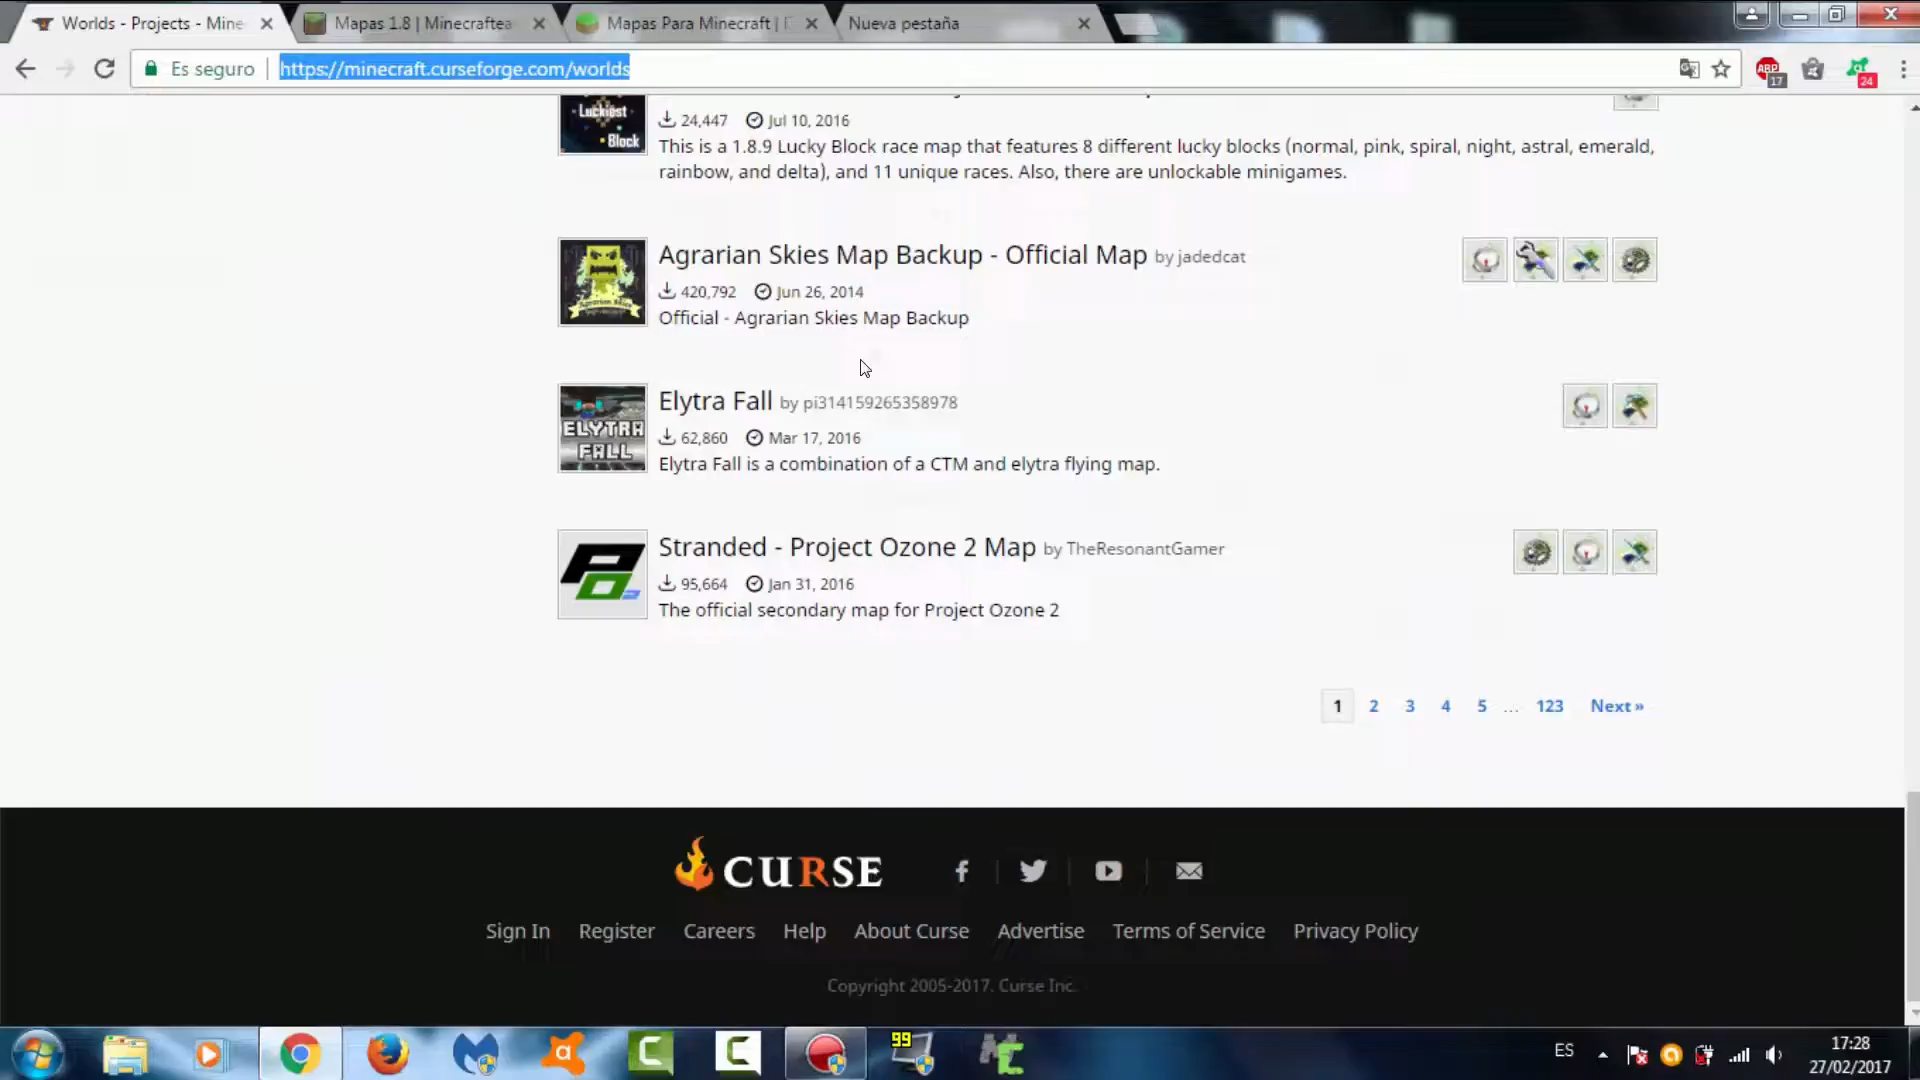 Worlds - Projects - Mine
Mapas 1.8 | Minecraftea
Mapas Para Minecraft |
Nueva pestaña
Es seguro
https://minecraft.curseforge.com/worlds
ABP
17
24
Luckiest
Block
24,447 Jul 10, 2016
This is a 1.8.9 Lucky Block race map that features 8 different lucky blocks (normal, pink, spiral, night, astral, emerald,
rainbow, and delta), and 11 unique races. Also, there are unlockable minigames.
Agrarian Skies
Agrarian Skies Map Backup - Official Map by jadedcat
420,792 Jun 26, 2014
Official - Agrarian Skies Map Backup
ELYTRA
FALL
Elytra Fall by pi314159265358978
62,860 Mar 17, 2016
Elytra Fall is a combination of a CTM and elytra flying map.
Stranded - Project Ozone 2 Map by TheResonantGamer
95,664 Jan 31, 2016
The official secondary map for Project Ozone 2
1 2 3 4 5 ... 123 Next »
CURSE
Sign In Register Careers Help About Curse Advertise Terms of Service Privacy Policy
Copyright 2005-2017. Curse Inc.
99
ES
17:28
27/02/2017